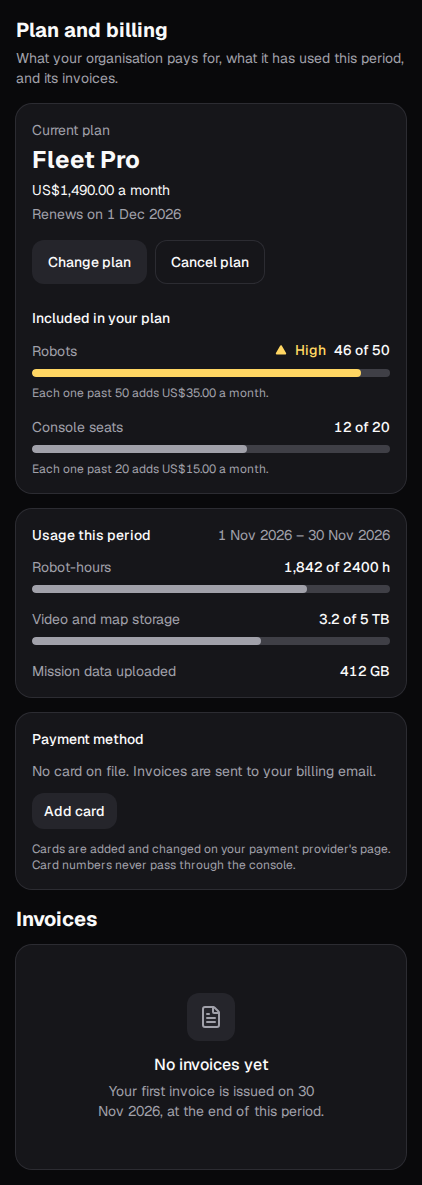 Plan and billing
What your organisation pays for, what it has used this period,
and its invoices.
Current plan
Fleet Pro
US$1,490.00 a month
Renews on 1 Dec 2026
Change plan
Cancel plan
Included in your plan
Robots
High 46 of 50
Each one past 50 adds US$35.00 a month.
Console seats
12 of 20
Each one past 20 adds US$15.00 a month.
Usage this period
1 Nov 2026 – 30 Nov 2026
Robot-hours
1,842 of 2400 h
Video and map storage
3.2 of 5 TB
Mission data uploaded
412 GB
Payment method
No card on file. Invoices are sent to your billing email.
Add card
Cards are added and changed on your payment provider's page.
Card numbers never pass through the console.
Invoices
No invoices yet
Your first invoice is issued on 30
Nov 2026, at the end of this period.